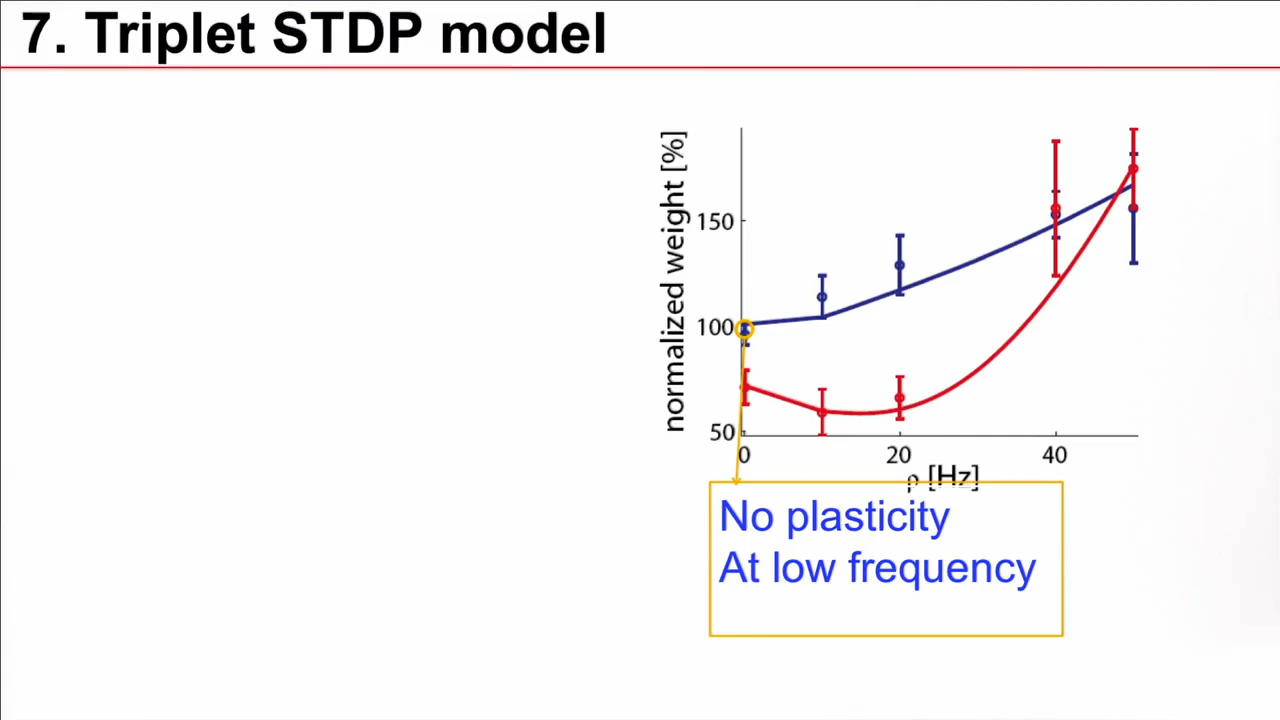 7. Triplet STDP model
normalized weight [%]
150
100
50
0
20
40
ρ [Hz]
No plasticity
At low frequency